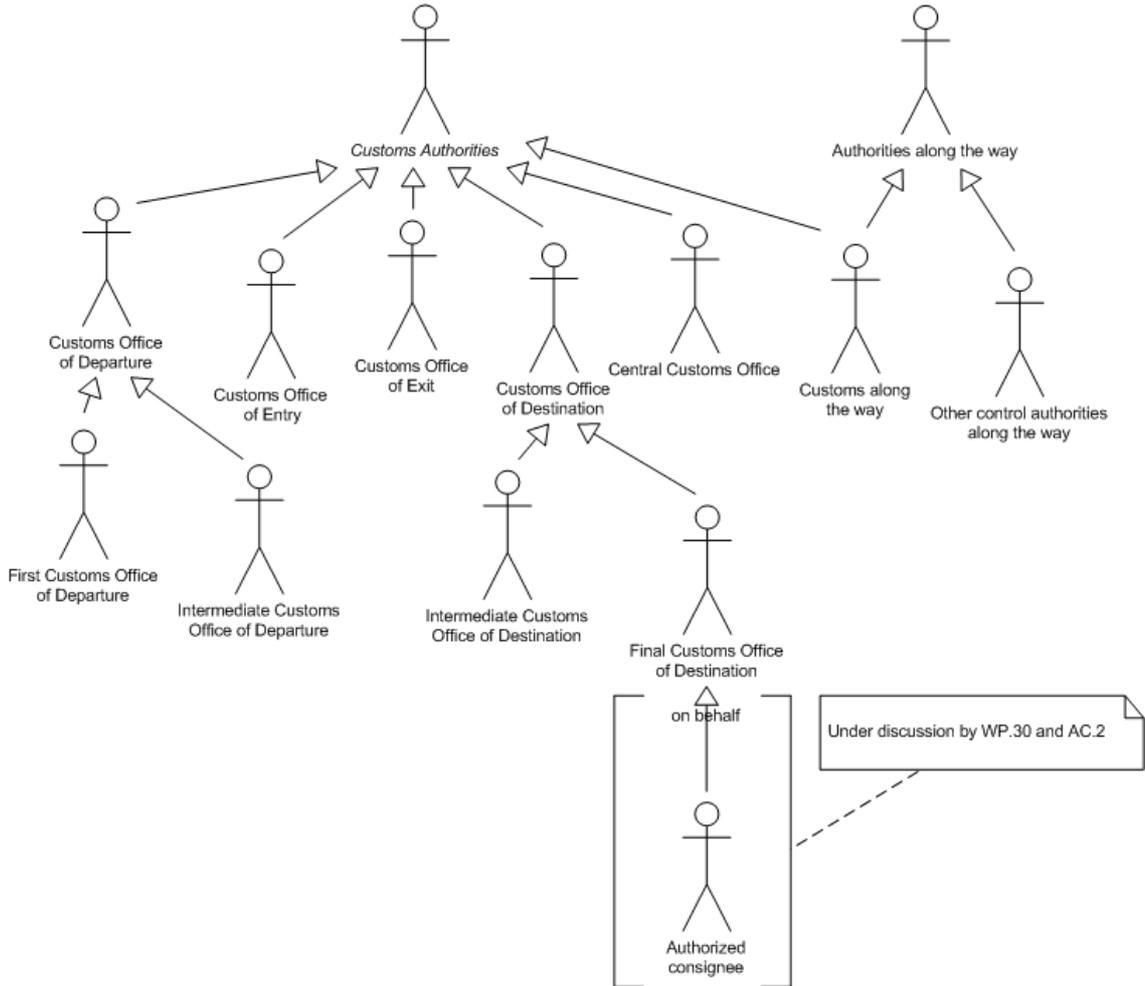 Customs Authorities
Authorities along the way
Customs Office
of Departure
Customs Office
of Entry
Customs Office
of Exit
Customs Office
of Destination
Central Customs Office
Customs along
the way
Other control authorities
along the way
First Customs Office
of Departure
Intermediate Customs
Office of Departure
Intermediate Customs
Office of Destination
Final Customs Office
of Destination
on behalf
Under discussion by WP.30 and AC.2
Authorized
consignee